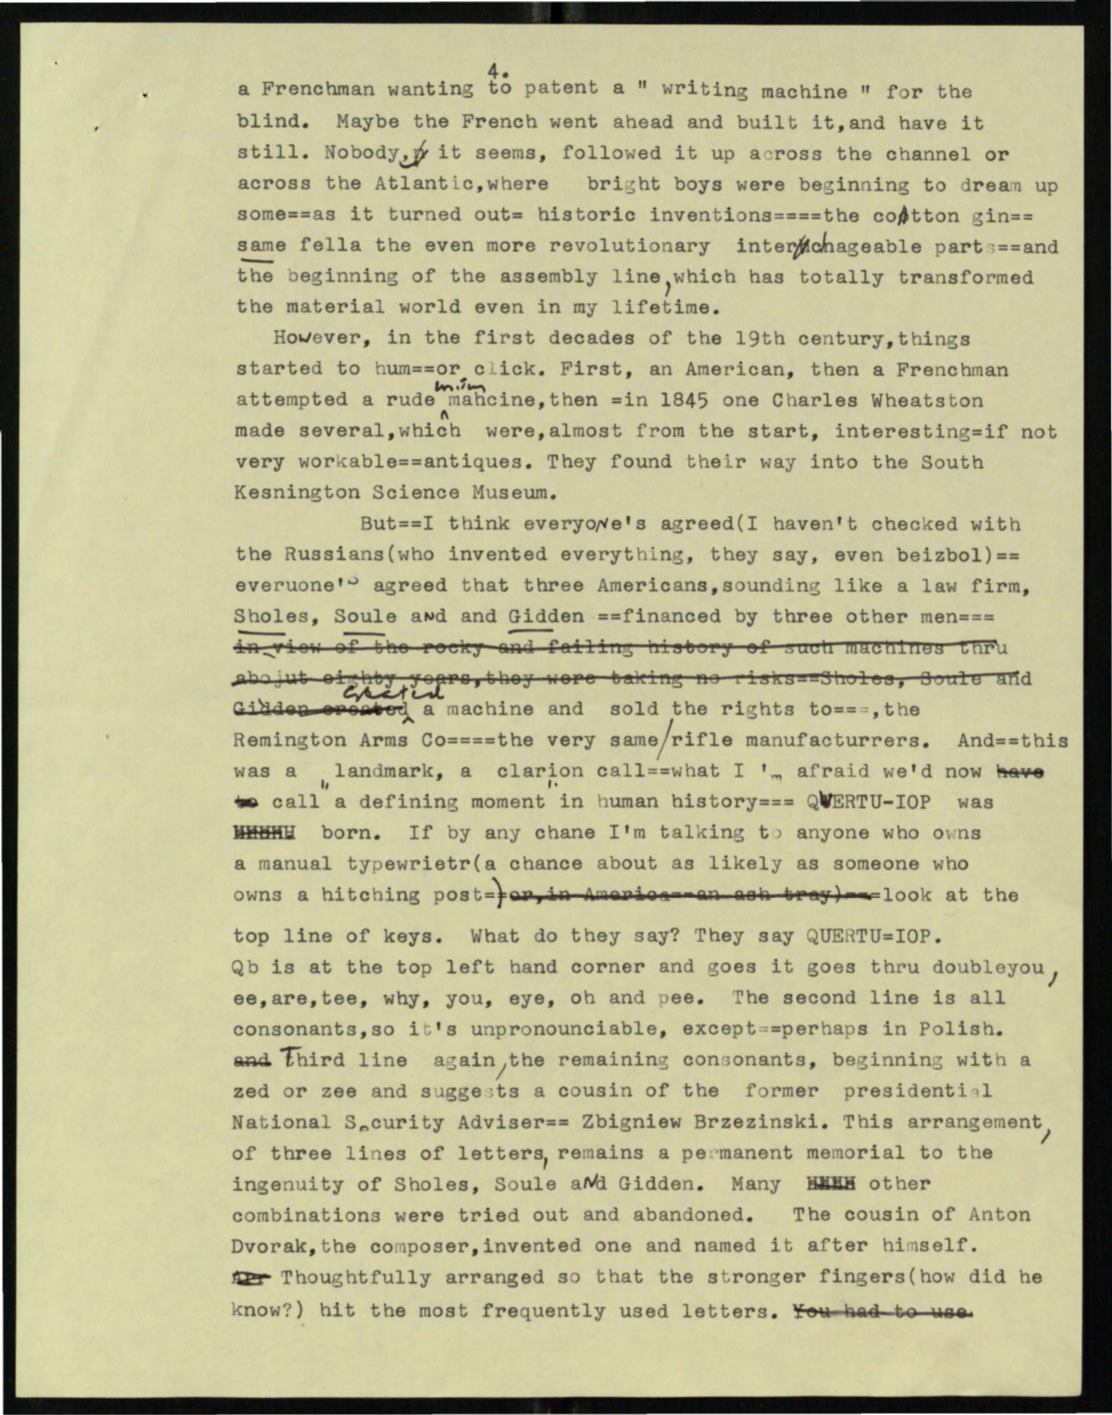 4.
a Frenchman wanting to patent a " writing machine " for the
blind.  Maybe the French went ahead and built it,and have it
still. Nobody, it seems, followed it up across the channel or
across the Atlantic,where   bright boys were beginning to dream up
some==as it turned out= historic inventions====the cotton gin==
same fella the even more revolutionary  interchageable parts==and
the beginning of the assembly line,which has totally transformed
the material world even in my lifetime.
However, in the first decades of the 19th century,things
started to hum==or click. First, an American, then a Frenchman
attempted a rude mahcine,then =in 1845 one Charles Wheatston
made several,which  were,almost from the start, interesting=if not
very workable==antiques. They found their way into the South
Kesnington Science Museum.
But==I think everyone's agreed(I haven't checked with
the Russians(who invented everything, they say, even beizbol)==
everuone's agreed that three Americans,sounding like a law firm,
Sholes, Soule and and Gidden ==financed by three other men===
in view of the rocky and failing history of such machines thru
abojut eighty years,they were taking no risks==Sholes, Soule and
created
Gidden created a machine and  sold the rights to===,the
Remington Arms Co====the very same/rifle manufacturrers.  And==this
was a  landmark, a  clarion call==what I 'm afraid we'd now have
to call "a defining moment" in human history=== QWERTU-IOP  was
born.  If by any chane I'm talking to anyone who owns
a manual typewrietr(a chance about as likely as someone who
owns a hitching post=)or,in America==an ash tray)===look at the
top line of keys.  What do they say? They say QUERTU=IOP.
Qb is at the top left hand corner and goes it goes thru doubleyou,
ee,are,tee, why, you, eye, oh and pee.  The second line is all
consonants,so it's unpronounciable, except==perhaps in Polish.
and Third line  again,the remaining consonants, beginning with a
zed or zee and suggests a cousin of the  former  presidential
National Security Adviser== Zbigniew Brzezinski. This arrangement,
of three lines of letters, remains a permanent memorial to the
ingenuity of Sholes, Soule and Gidden.  Many other
combinations were tried out and abandoned.   The cousin of Anton
Dvorak,the composer,invented one and named it after himself.
Thoughtfully arranged so that the stronger fingers(how did he
know?) hit the most frequently used letters. You had to use